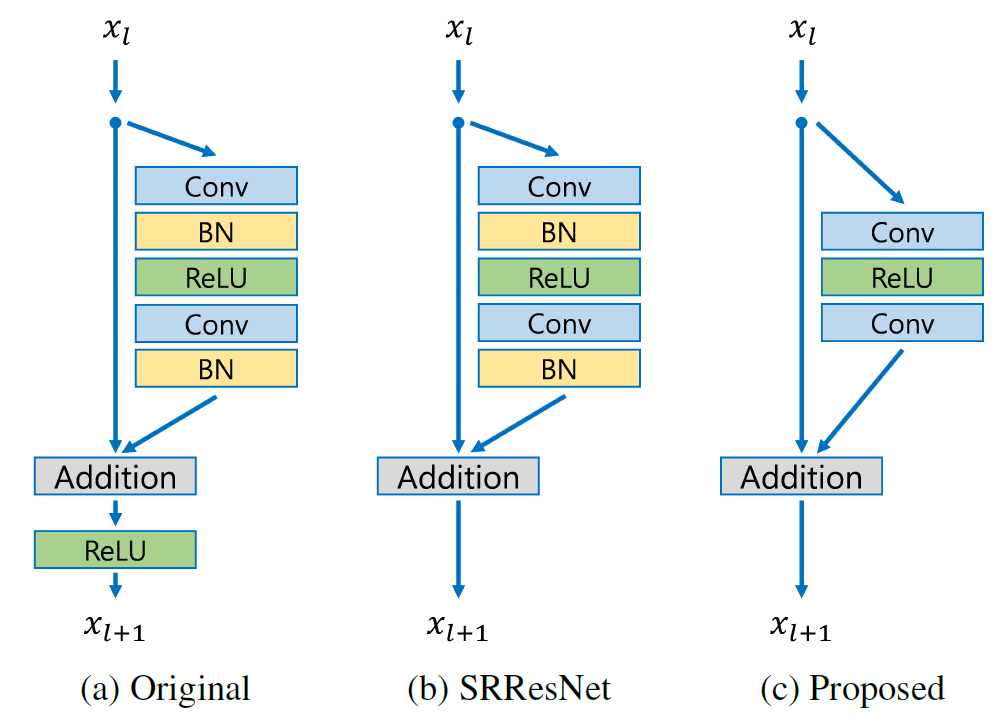 x_l
Conv
BN
ReLU
Conv
BN
Addition
ReLU
x_{l+1}
(a) Original
x_l
Conv
BN
ReLU
Conv
BN
Addition
x_{l+1}
(b) SRResNet
x_l
Conv
ReLU
Conv
Addition
x_{l+1}
(c) Proposed